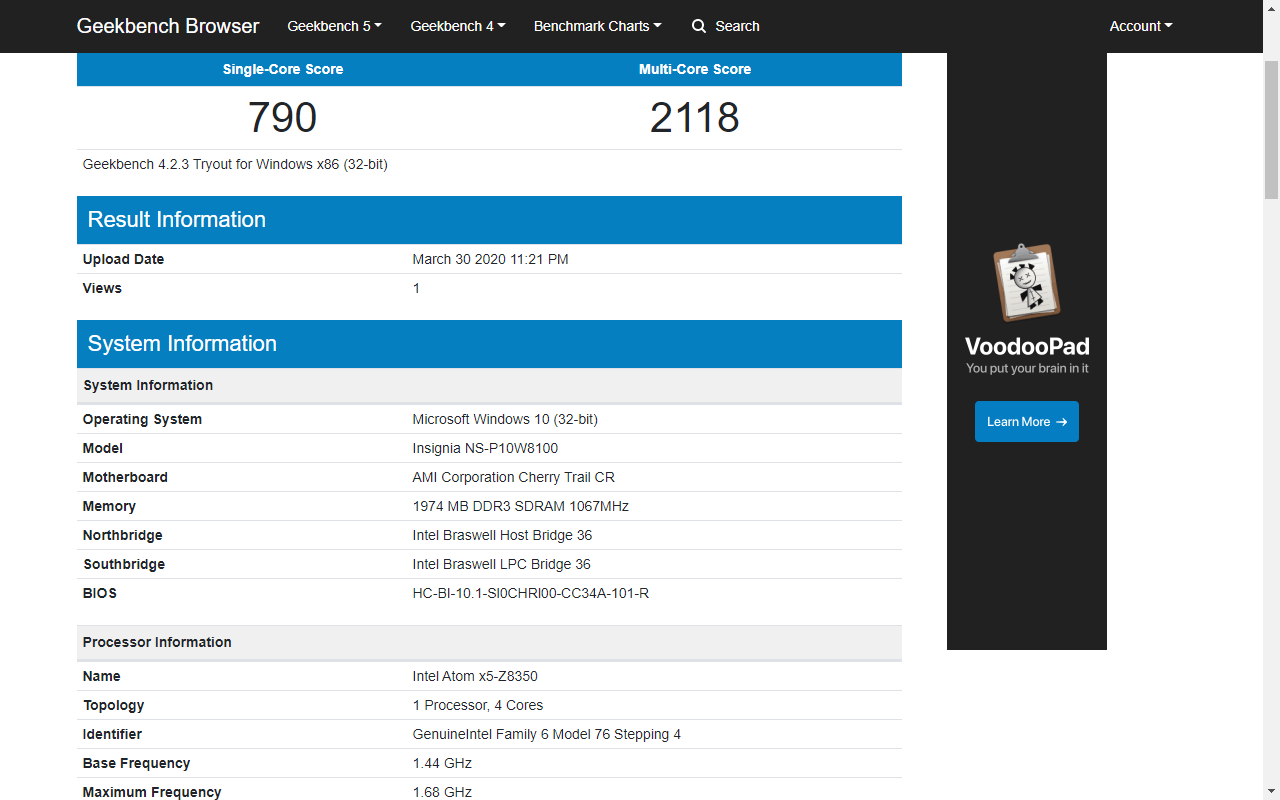 Geekbench Browser Geekbench 5 Geekbench 4 Benchmark Charts Search Account
Single-Core Score Multi-Core Score
790 2118
Geekbench 4.2.3 Tryout for Windows x86 (32-bit)
Result Information
Upload Date March 30 2020 11:21 PM
Views 1
System Information
System Information
Operating System Microsoft Windows 10 (32-bit)
Model Insignia NS-P10W8100
Motherboard AMI Corporation Cherry Trail CR
Memory 1974 MB DDR3 SDRAM 1067MHz
Northbridge Intel Braswell Host Bridge 36
Southbridge Intel Braswell LPC Bridge 36
BIOS HC-BI-10.1-SI0CHRI00-CC34A-101-R
Processor Information
Name Intel Atom x5-Z8350
Topology 1 Processor, 4 Cores
Identifier GenuineIntel Family 6 Model 76 Stepping 4
Base Frequency 1.44 GHz
Maximum Frequency 1.68 GHz
VoodooPad
You put your brain in it
Learn More →